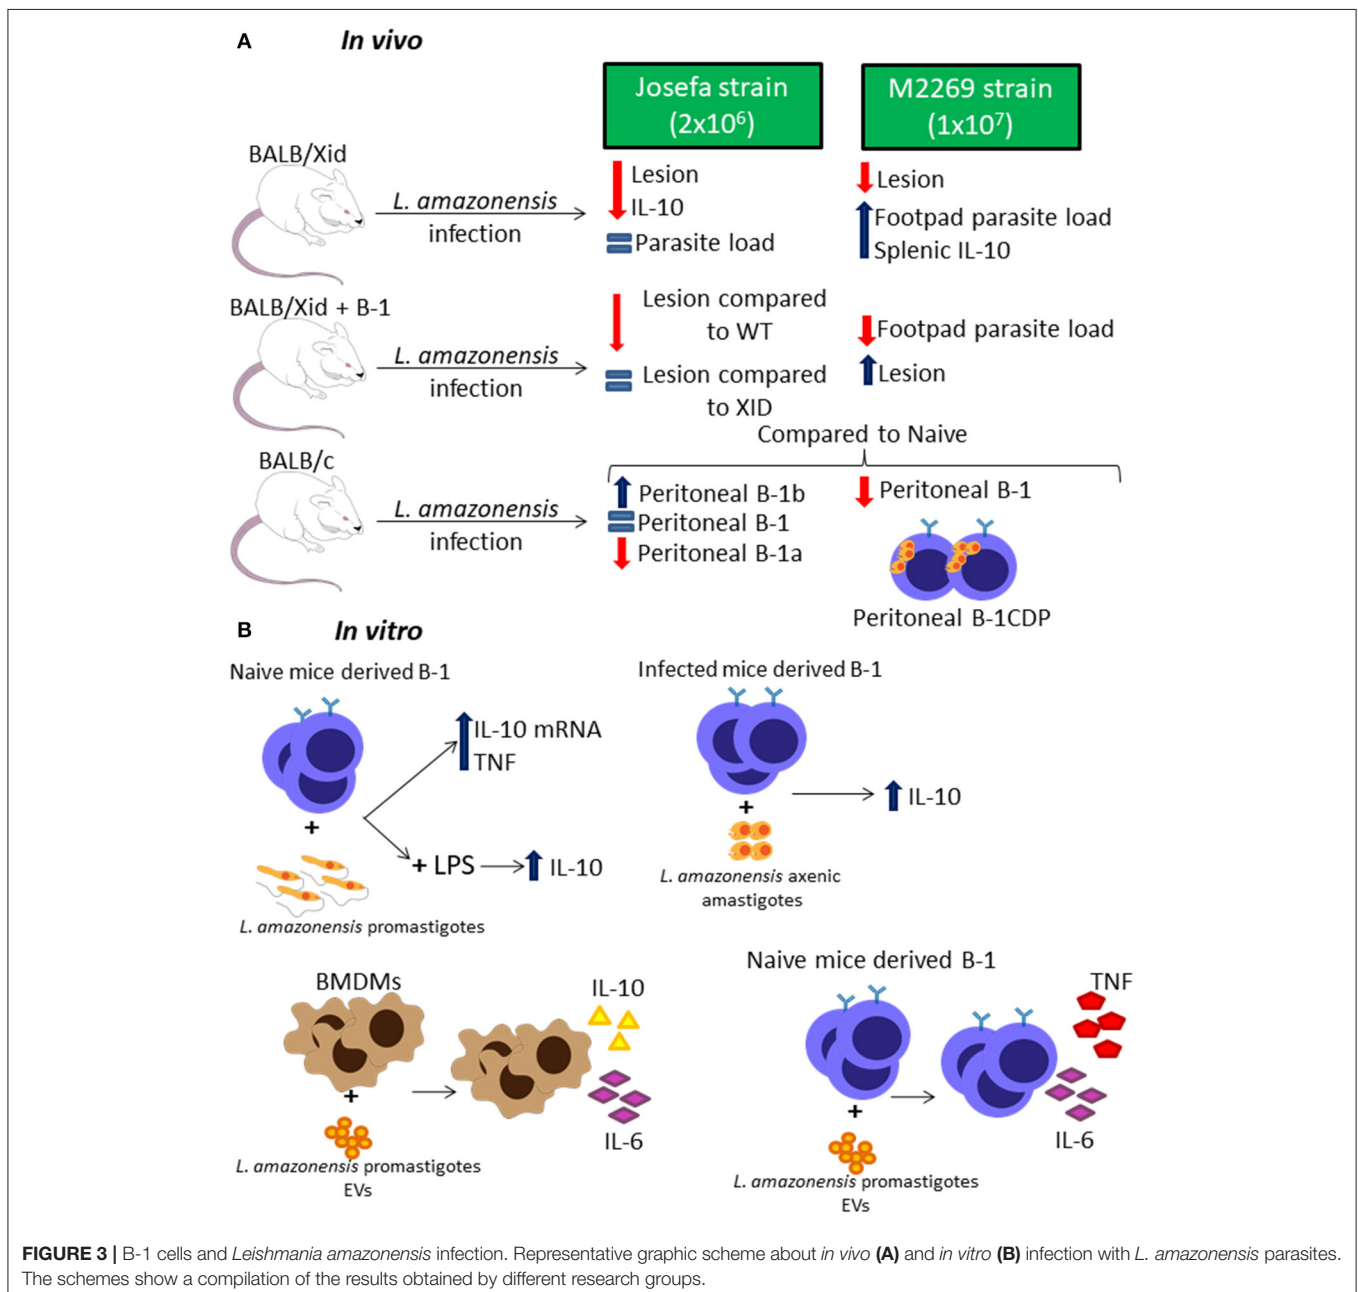 A
In vivo
Josefa strain
(2x10⁶)
M2269 strain
(1x10⁷)
BALB/Xid
L. amazonensis
infection
Lesion
IL-10
Parasite load
Lesion
Footpad parasite load
Splenic IL-10
BALB/Xid + B-1
L. amazonensis
infection
Lesion compared
to WT
Lesion compared
to XID
Footpad parasite load
Lesion
Compared to Naive
BALB/c
L. amazonensis
infection
Peritoneal B-1b
Peritoneal B-1
Peritoneal B-1a
Peritoneal B-1
Peritoneal B-1CDP
B
In vitro
Naive mice derived B-1
+
L. amazonensis promastigotes
IL-10 mRNA
TNF
+ LPS
IL-10
Infected mice derived B-1
+
L. amazonensis axenic
amastigotes
IL-10
BMDMs
+
L. amazonensis promastigotes
EVs
IL-10
IL-6
Naive mice derived B-1
+
L. amazonensis promastigotes
EVs
TNF
IL-6
FIGURE 3 | B-1 cells and Leishmania amazonensis infection. Representative graphic scheme about in vivo (A) and in vitro (B) infection with L. amazonensis parasites.
The schemes show a compilation of the results obtained by different research groups.